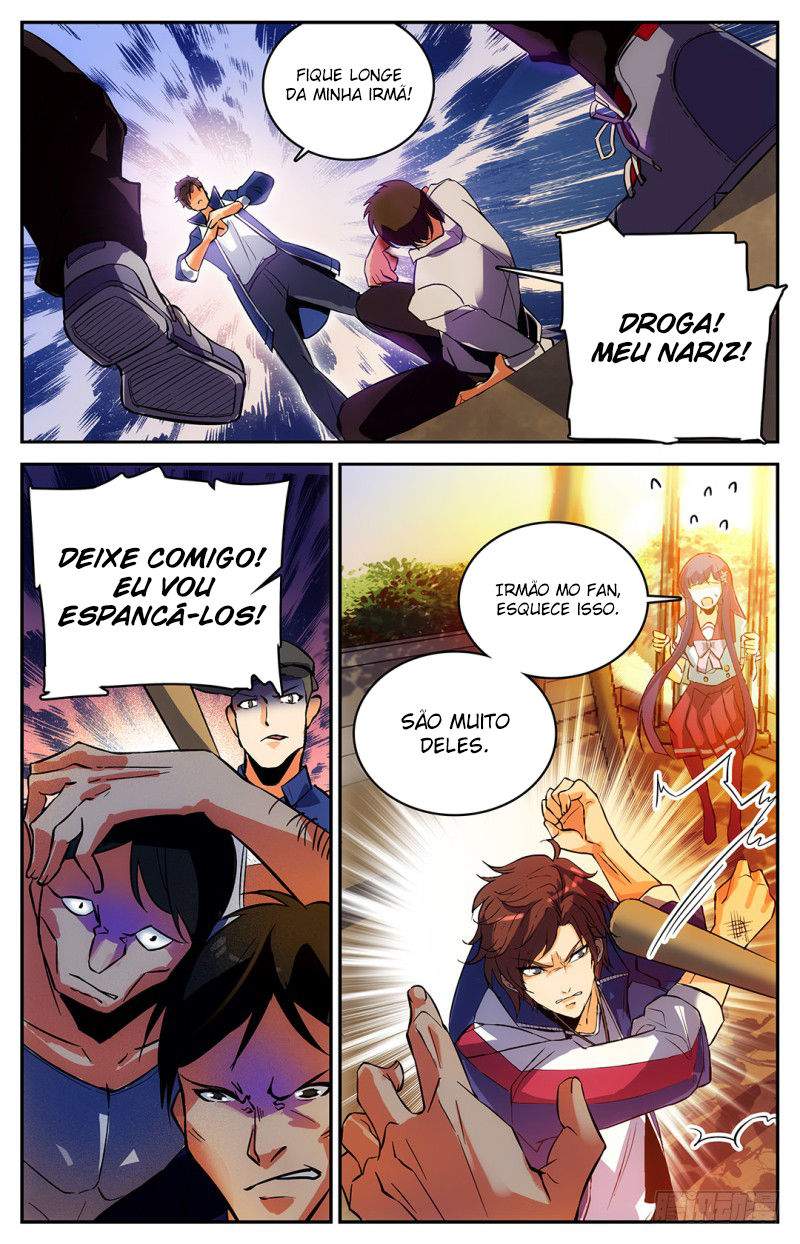 FIQUE LONGE
DA MINHA IRMÃ!
DROGA!
MEU NARIZ!
DEIXE COMIGO!
EU VOU
ESPANCÁ-LOS!
IRMÃO MO FAN,
ESQUECE ISSO.
SÃO MUITO
DELES.